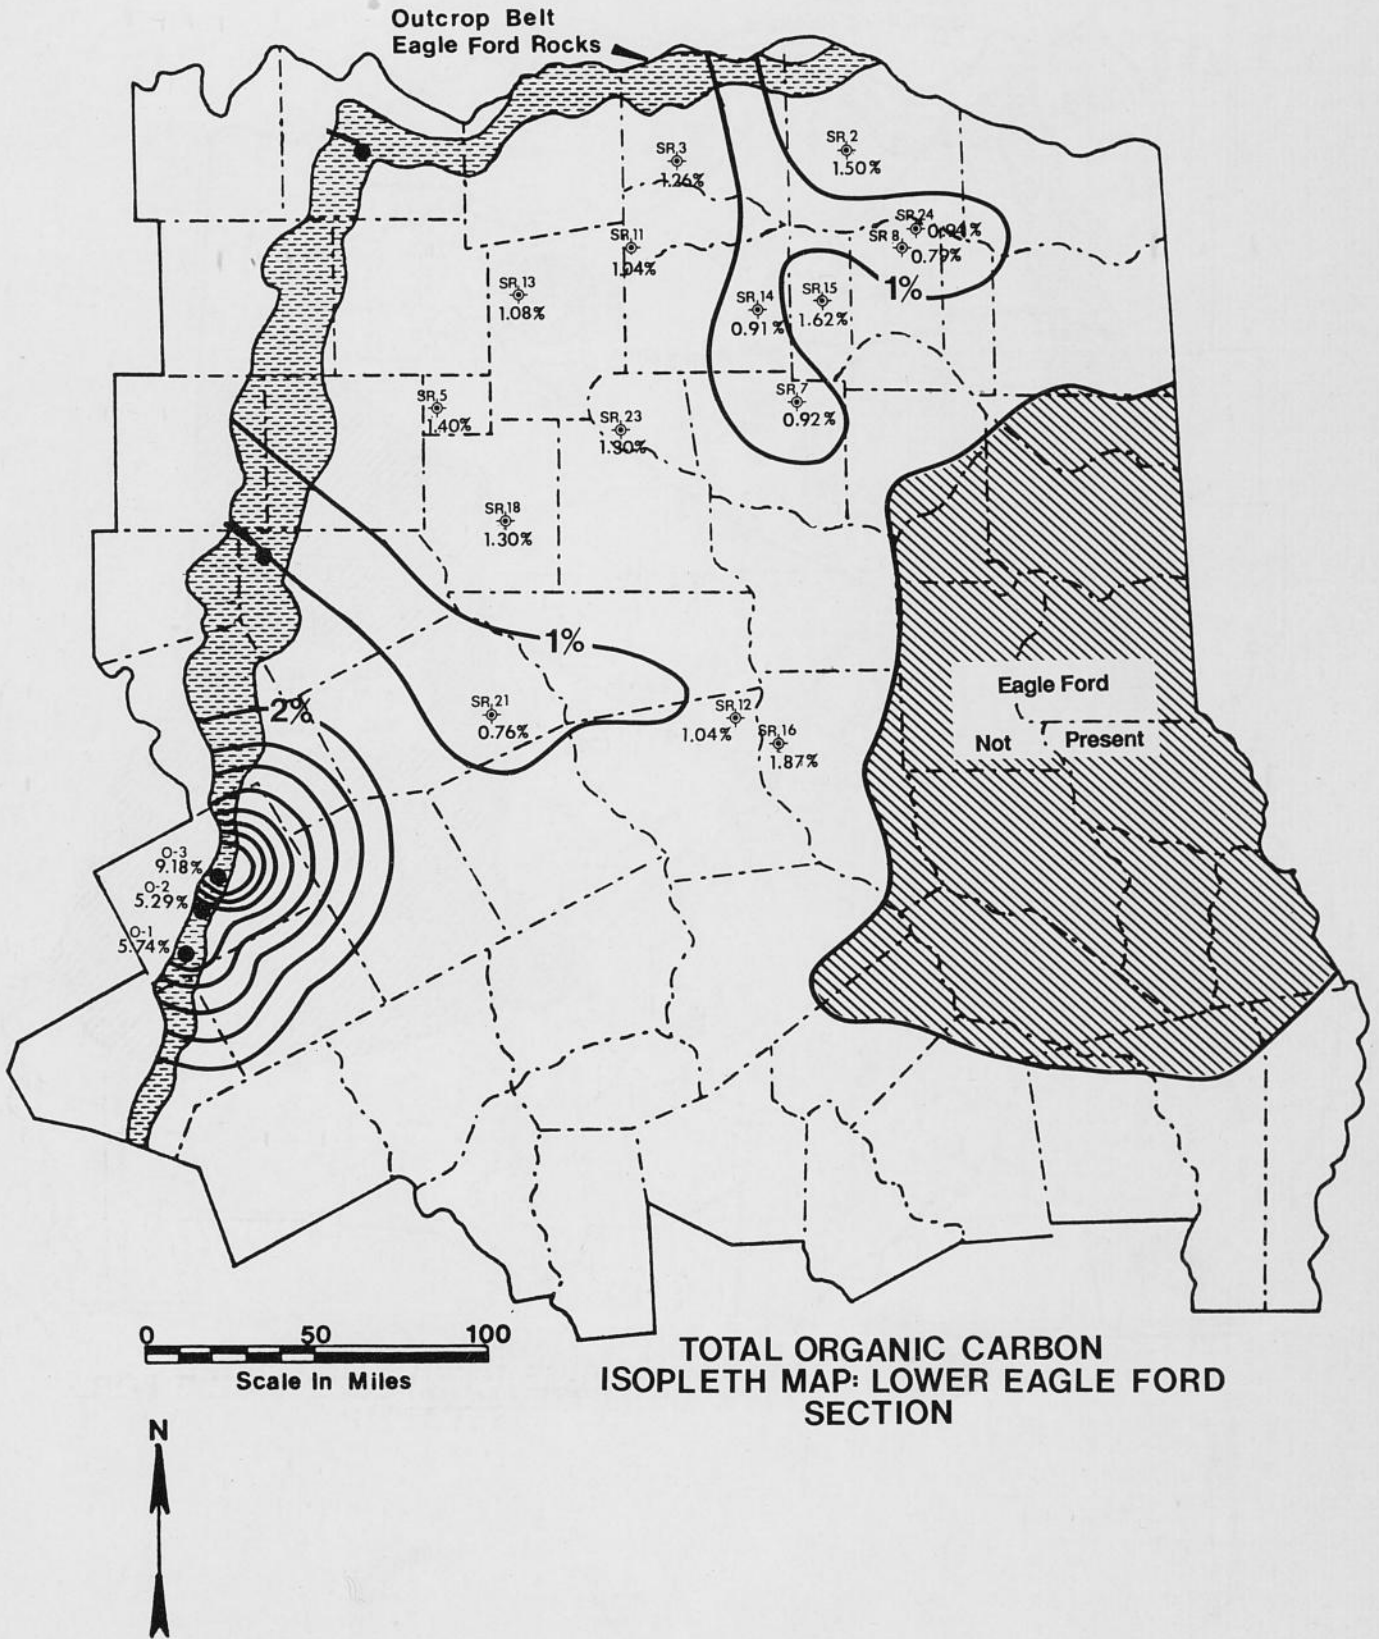 Outcrop Belt
Eagle Ford Rocks
SR 2
1.50%
SR 3
1.26%
SR 24
0.94%
SR 8
0.79%
SR 11
1.04%
SR 13
1.08%
SR 14
0.91%
SR 15
1.62%
1%
SR 5
1.40%
SR 23
1.30%
SR 7
0.92%
SR 18
1.30%
1%
Eagle Ford
Not Present
2%
SR 21
0.76%
SR 12
1.04%
SR 16
1.87%
O-3
9.18%
O-2
5.29%
O-1
5.74%
0 50 100
Scale In Miles
TOTAL ORGANIC CARBON
ISOPLETH MAP: LOWER EAGLE FORD
SECTION
N